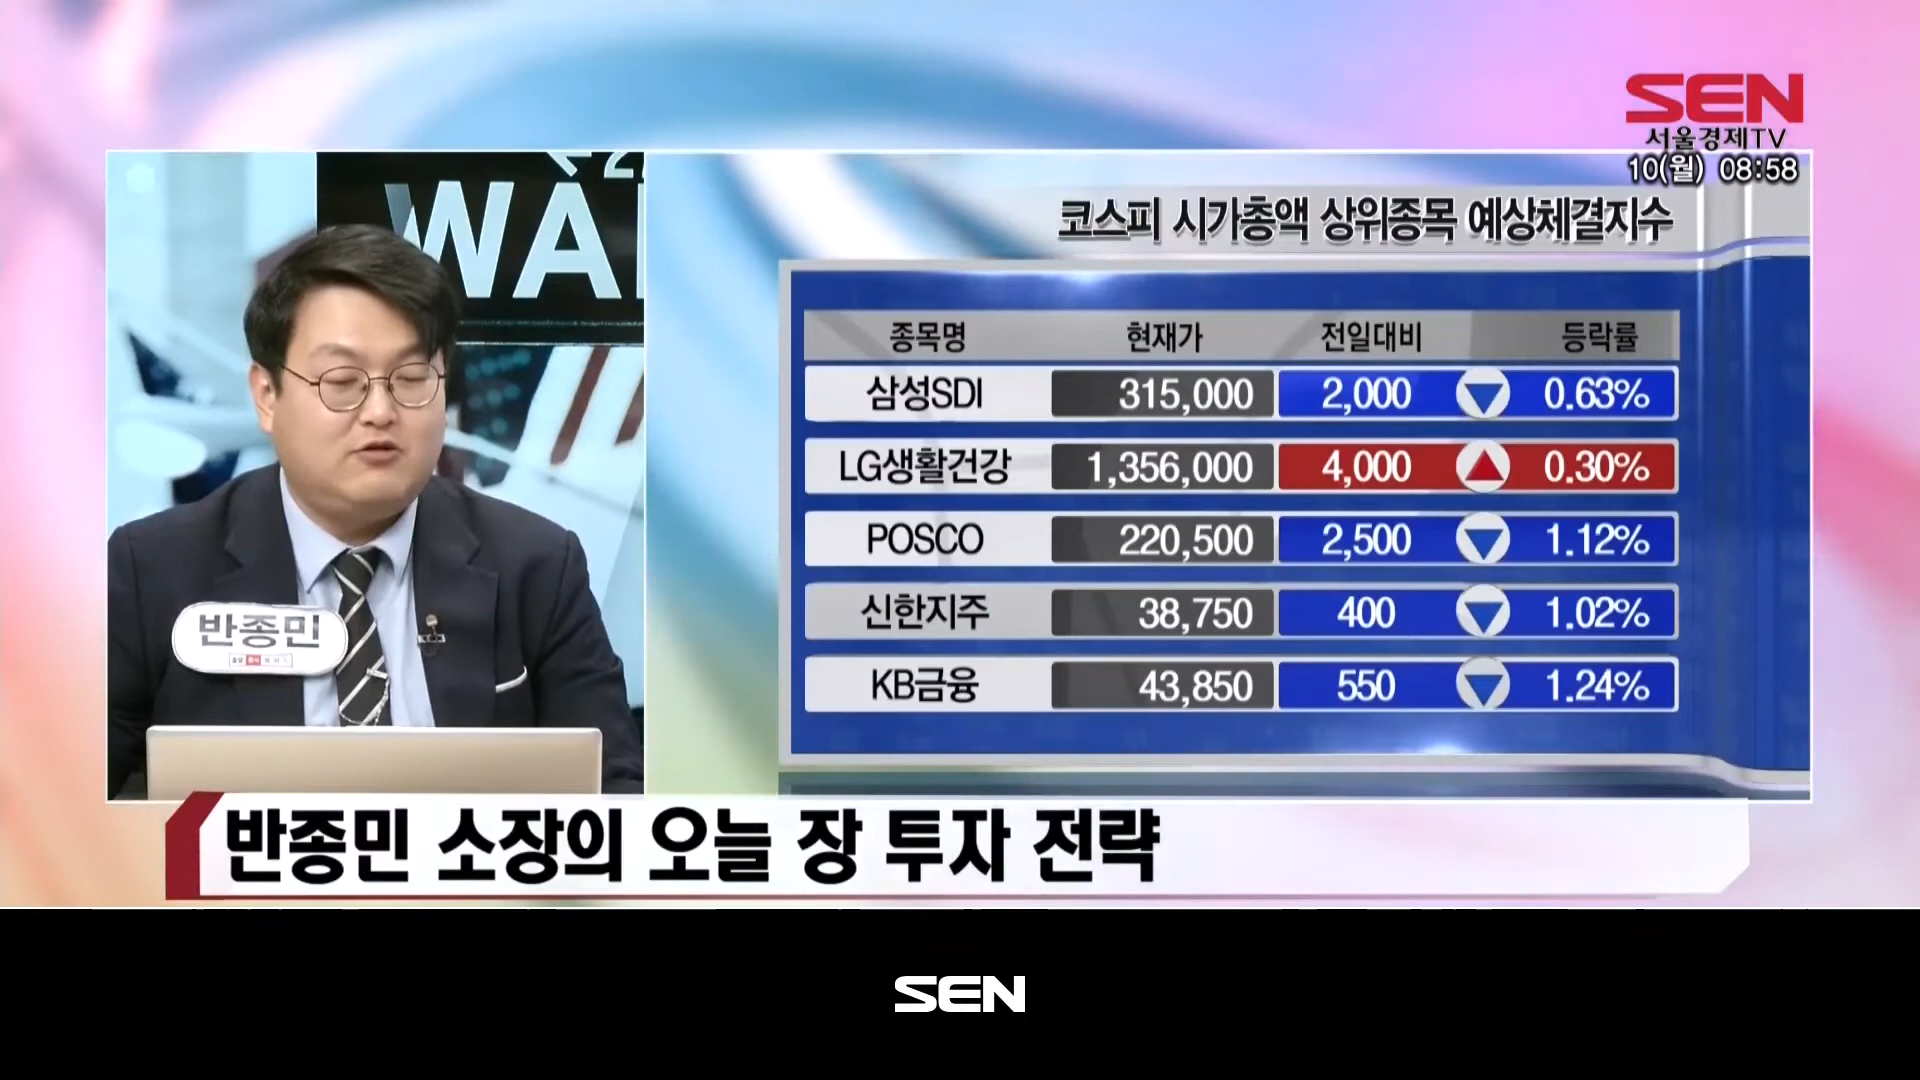 SEN
서울경제TV
10(월) 08:58
WA
코스피 시가총액 상위종목 예상체결지수
종목명 현재가 전일대비 등락률
삼성SDI 315,000 2,000 ▼ 0.63%
LG생활건강 1,356,000 4,000 ▲ 0.30%
POSCO 220,500 2,500 ▼ 1.12%
신한지주 38,750 400 ▼ 1.02%
KB금융 43,850 550 ▼ 1.24%
반종민
반종민 소장의 오늘 장 투자 전략
SEN